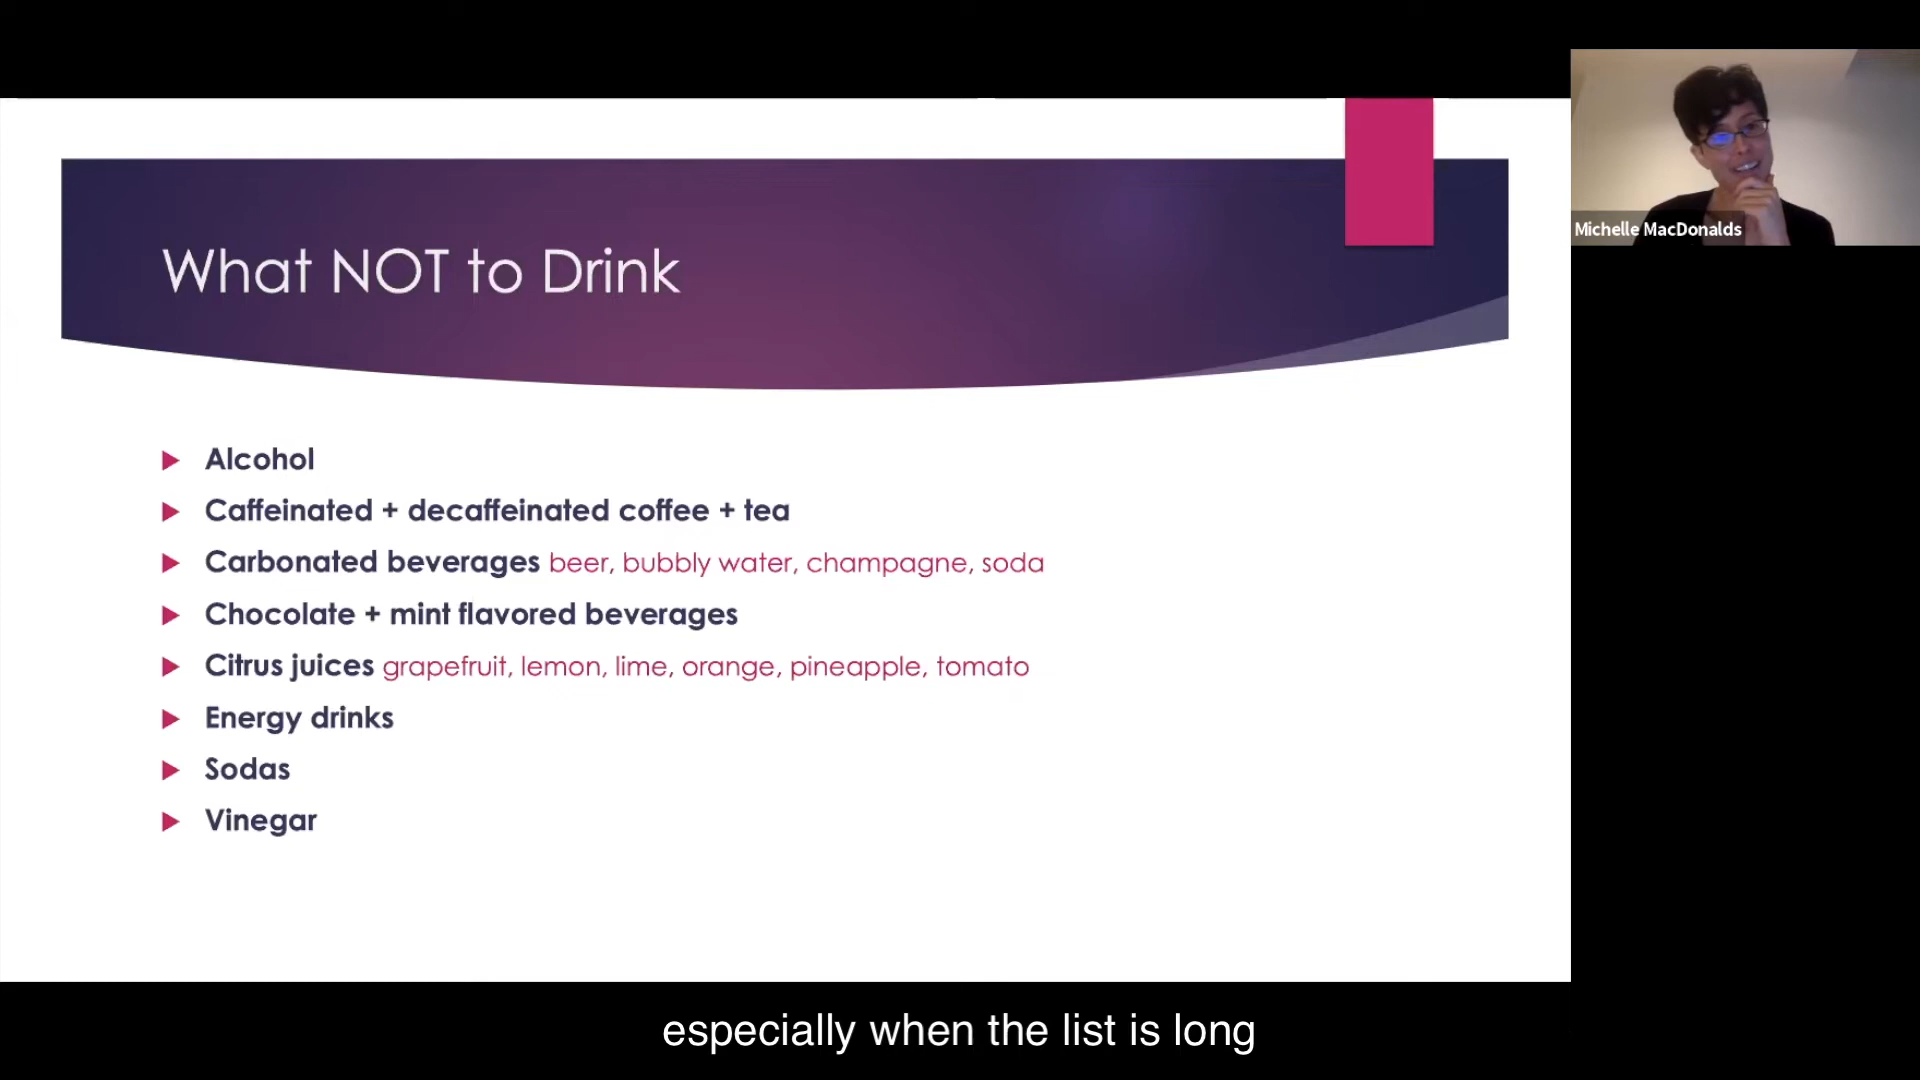 Michelle MacDonalds
What NOT to Drink
Alcohol
Caffeinated + decaffeinated coffee + tea
Carbonated beverages beer, bubbly water, champagne, soda
Chocolate + mint flavored beverages
Citrus juices grapefruit, lemon, lime, orange, pineapple, tomato
Energy drinks
Sodas
Vinegar
especially when the list is long